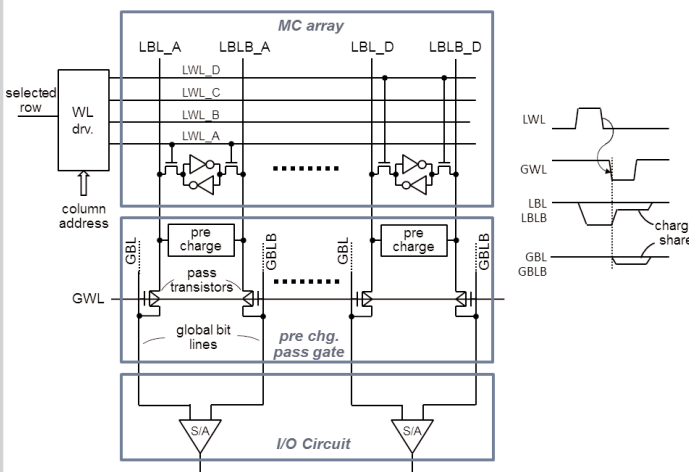 MC array
LBL_A
LBLB_A
LBL_D
LBLB_D
LWL_D
LWL_C
LWL_B
LWL_A
selected
row
WL
drv.
column
address
pre
charge
pre
charge
GBL
GBLB
GBL
GBLB
pass
transistors
GWL
global bit
lines
pre chg.
pass gate
S/A
S/A
I/O Circuit
LWL
GWL
LBL
LBLB
charg
share
GBL
GBLB